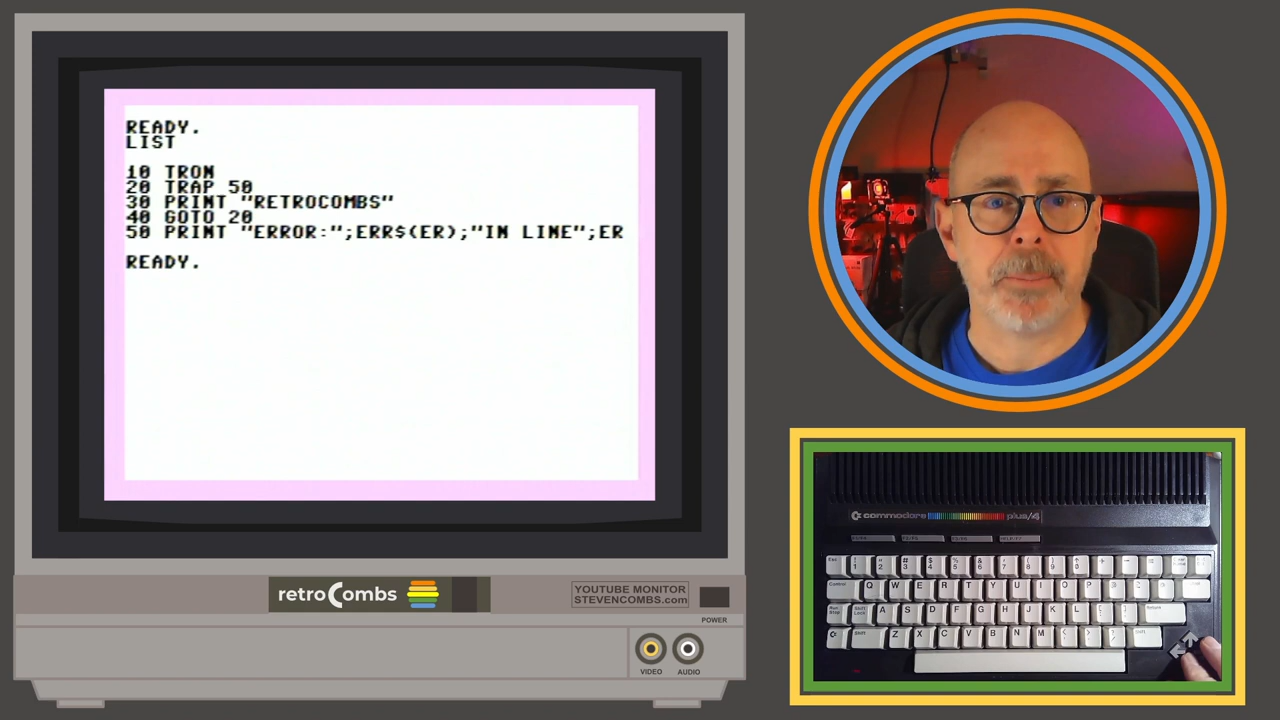 READY.
LIST
10 TRON
20 TRAP 50
30 PRINT "RETROCOMBS"
40 GOTO 20
50 PRINT "ERROR:";ERR$(ER);"IN LINE";ER
READY.
retroCombs
YOUTUBE MONITOR
STEVENCOMBS.com
POWER
VIDEO
AUDIO
commodore plus/4
Q W E R T Y U I O P
A S D F G H J K L
Z X C V B N M